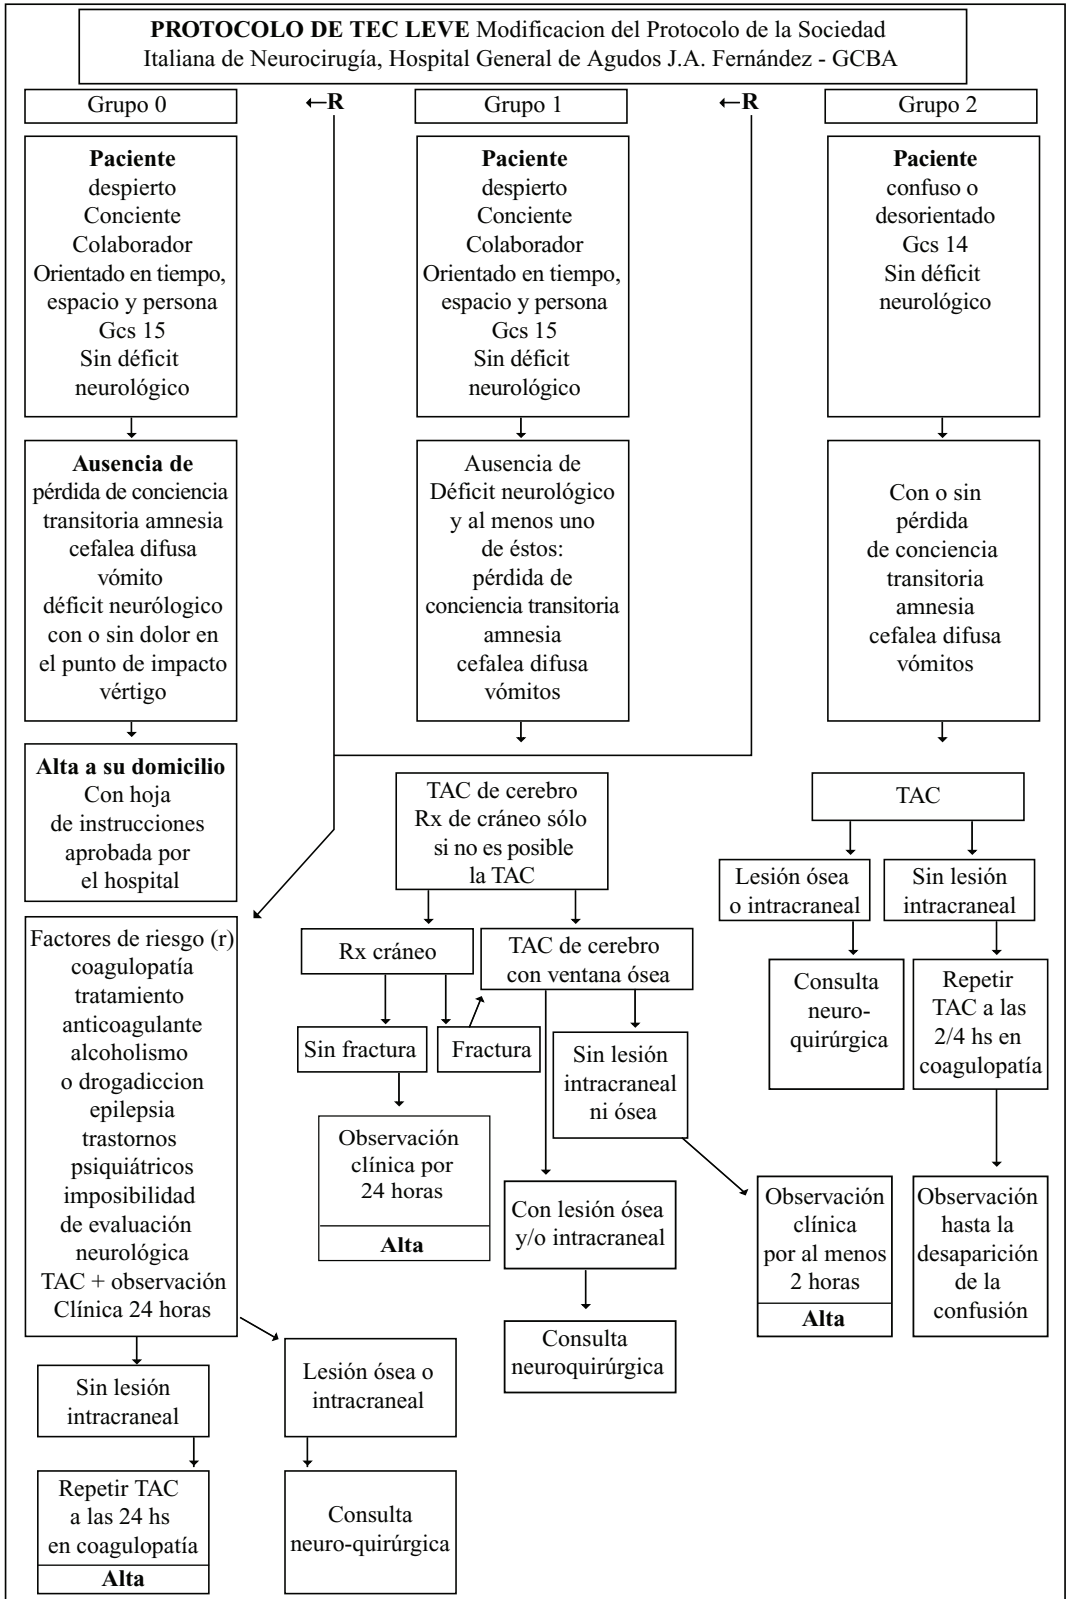 PROTOCOLO DE TEC LEVE Modificacion del Protocolo de la Sociedad
Italiana de Neurocirugía, Hospital General de Agudos J.A. Fernández - GCBA
Grupo 0
←R
Grupo 1
←R
Grupo 2
Paciente
despierto
Conciente
Colaborador
Orientado en tiempo,
espacio y persona
Gcs 15
Sin déficit
neurológico
Paciente
despierto
Conciente
Colaborador
Orientado en tiempo,
espacio y persona
Gcs 15
Sin déficit
neurológico
Paciente
confuso o
desorientado
Gcs 14
Sin déficit
neurológico
Ausencia de
pérdida de conciencia
transitoria amnesia
cefalea difusa
vómito
déficit neurólogico
con o sin dolor en
el punto de impacto
vértigo
Ausencia de
Déficit neurológico
y al menos uno
de éstos:
pérdida de
conciencia transitoria
amnesia
cefalea difusa
vómitos
Con o sin
pérdida
de conciencia
transitoria
amnesia
cefalea difusa
vómitos
Alta a su domicilio
Con hoja
de instrucciones
aprobada por
el hospital
TAC de cerebro
Rx de cráneo sólo
si no es posible
la TAC
TAC
Lesión ósea
o intracraneal
Sin lesión
intracraneal
Factores de riesgo (r)
coagulopatía
tratamiento
anticoagulante
alcoholismo
o drogadiccion
epilepsia
trastornos
psiquiátricos
imposibilidad
de evaluación
neurológica
TAC + observación
Clínica 24 horas
Rx cráneo
TAC de cerebro
con ventana ósea
Consulta
neuro-
quirúrgica
Repetir
TAC a las
2/4 hs en
coagulopatía
Sin fractura
Fractura
Sin lesión
intracraneal
ni ósea
Observación
clínica por
24 horas
Alta
Con lesión ósea
y/o intracraneal
Observación
clínica
por al menos
2 horas
Alta
Observación
hasta la
desaparición
de la
confusión
Consulta
neuroquirúrgica
Sin lesión
intracraneal
Lesión ósea o
intracraneal
Repetir TAC
a las 24 hs
en coagulopatía
Alta
Consulta
neuro-quirúrgica